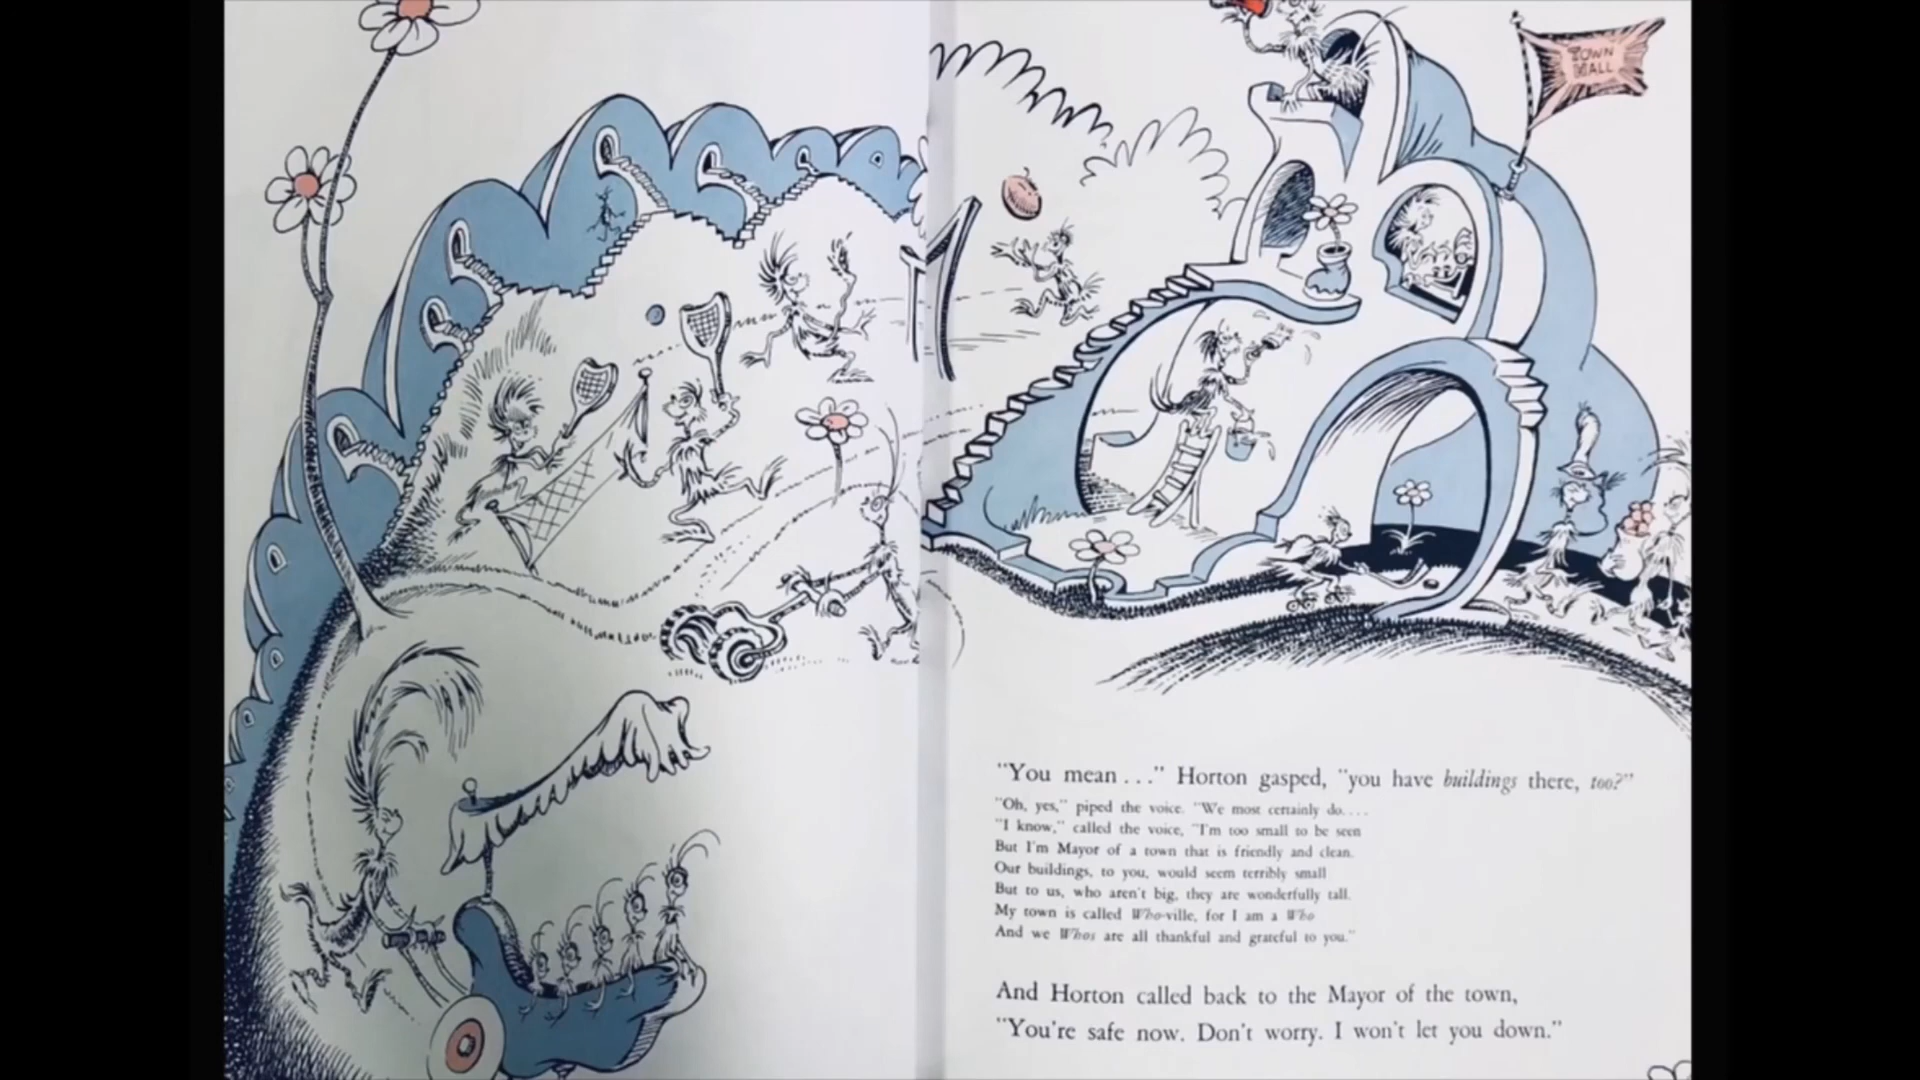 TOWN
HALL
"You mean . . ." Horton gasped, "you have buildings there, too?"
"Oh, yes," piped the voice. "We most certainly do. . . .
"I know," called the voice, "I'm too small to be seen
But I'm Mayor of a town that is friendly and clean.
Our buildings, to you, would seem terribly small
But to us, who aren't big, they are wonderfully tall.
My town is called Who-ville, for I am a Who
And we Whos are all thankful and grateful to you."
And Horton called back to the Mayor of the town,
"You're safe now. Don't worry. I won't let you down."